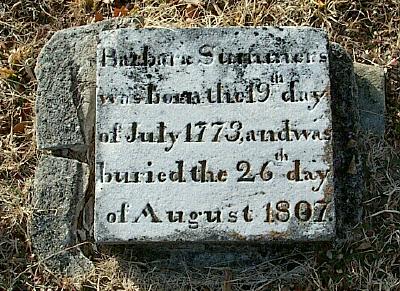 Barbara Summers
was born the 19th day
of July 1773, and was
buried the 26th day
of August 1807